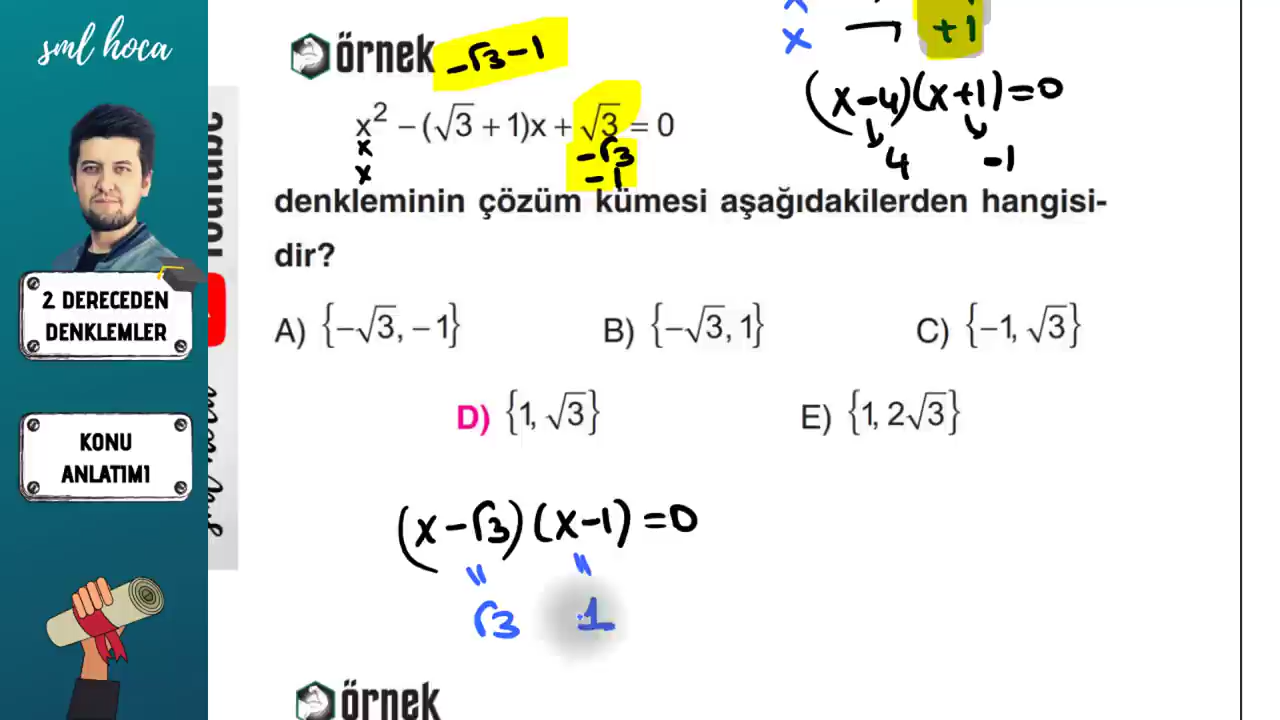 sml hoca
2. DERECEDEN
DENKLEMLER
KONU
ANLATIMI
x
+1
(x-4)(x+1)=0
4 -1
örnek
-√3-1
x² - (√3 + 1)x + √3 = 0
x -√3
x -1
denkleminin çözüm kümesi aşağıdakilerden hangisi-
dir?
A) {-√3, -1} B) {-√3, 1} C) {-1, √3}
D) {1, √3} E) {1, 2√3}
(x-√3)(x-1)=0
√3 1
örnek